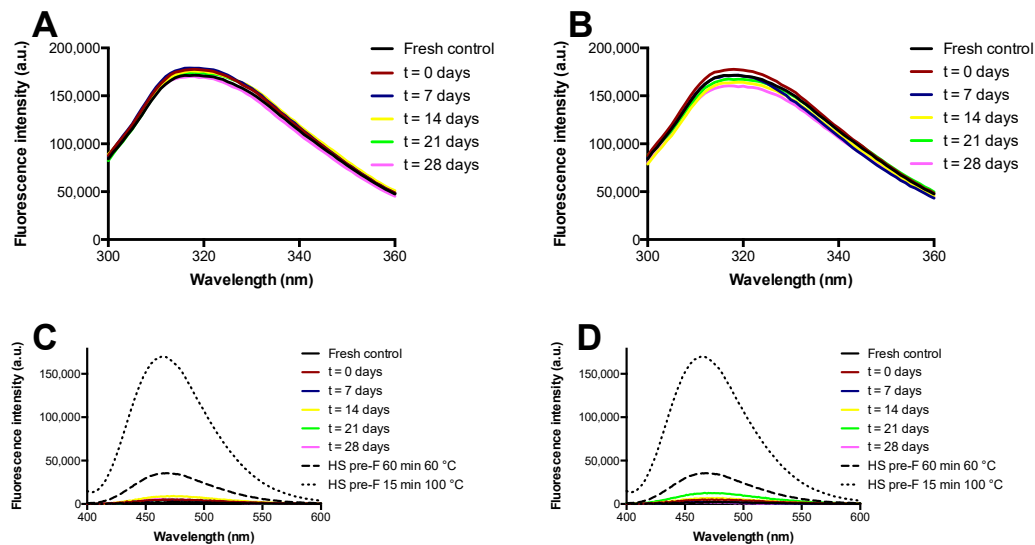 A
Fluorescence intensity (a.u.)
200,000
150,000
100,000
50,000
0
300
320
340
360
Wavelength (nm)
Fresh control
t = 0 days
t = 7 days
t = 14 days
t = 21 days
t = 28 days
B
Fluorescence intensity (a.u.)
200,000
150,000
100,000
50,000
0
300
320
340
360
Wavelength (nm)
Fresh control
t = 0 days
t = 7 days
t = 14 days
t = 21 days
t = 28 days
C
Fluorescence intensity (a.u.)
150,000
100,000
50,000
0
400
450
500
550
600
Wavelength (nm)
Fresh control
t = 0 days
t = 7 days
t = 14 days
t = 21 days
t = 28 days
HS pre-F 60 min 60 °C
HS pre-F 15 min 100 °C
D
Fluorescence intensity (a.u.)
150,000
100,000
50,000
0
400
450
500
550
600
Wavelength (nm)
Fresh control
t = 0 days
t = 7 days
t = 14 days
t = 21 days
t = 28 days
HS pre-F 60 min 60 °C
HS pre-F 15 min 100 °C